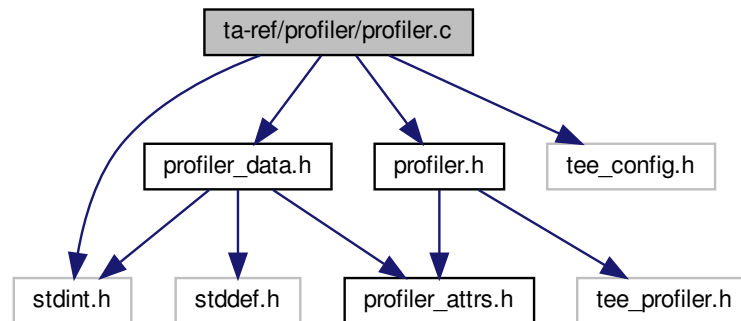 ta-ref/profiler/profiler.c
profiler_data.h
profiler.h
tee_config.h
stdint.h
stddef.h
profiler_attrs.h
tee_profiler.h